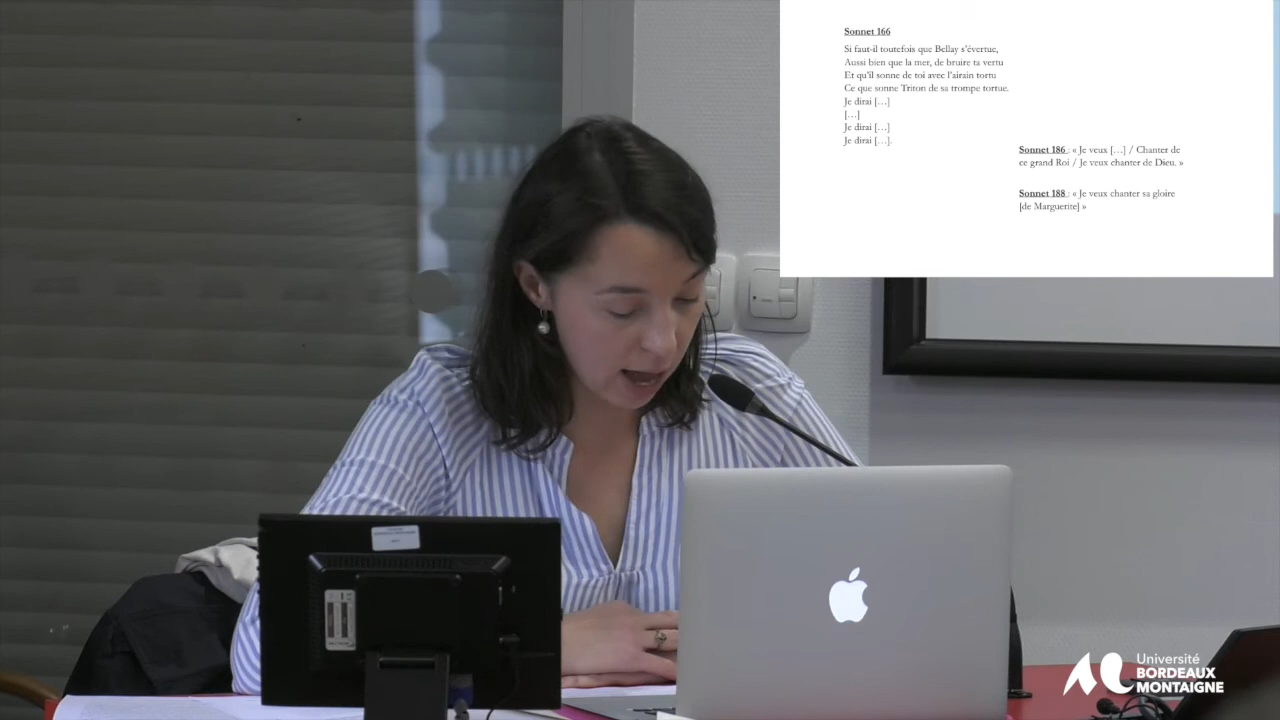 Sonnet 166
Si faut-il toutefois que Bellay s'évertue,
Aussi bien que la mer, de bruire ta vertu
Et qu'il sonne de toi avec l'airain tortu
Ce que sonne Triton de sa trompe tortue.
Je dirai […]
[…]
Je dirai […]
Je dirai […].
Sonnet 186 : « Je veux […] / Chanter de
ce grand Roi / Je veux chanter de Dieu. »
Sonnet 188 : « Je veux chanter sa gloire
[de Marguerite] »
Université
BORDEAUX
MONTAIGNE